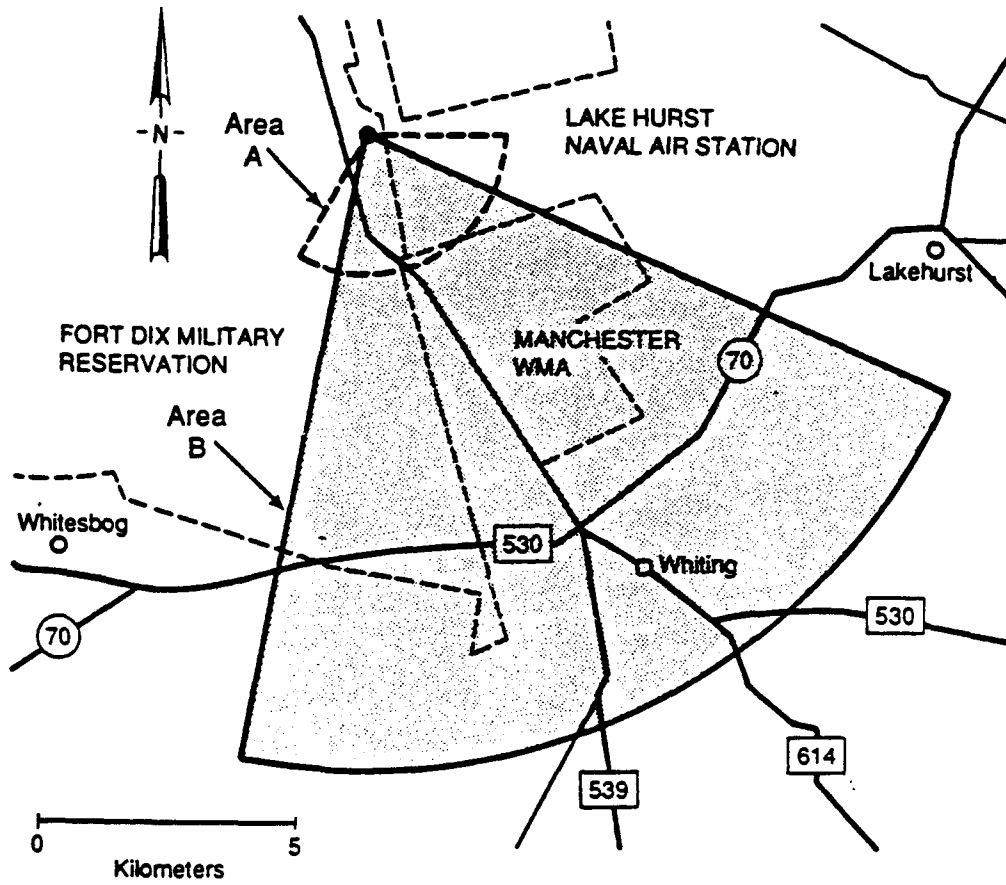 -N-
Area
A
LAKE HURST
NAVAL AIR STATION
Lakehurst
FORT DIX MILITARY
RESERVATION
MANCHESTER
WMA
70
Area
B
Whitesbog
530
Whiting
70
530
614
539
0
5
Kilometers